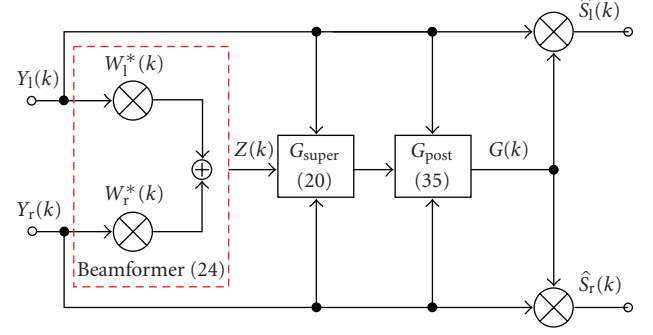 Ŝl(k)
Yl(k)
Wl*(k)
Z(k)
Gsuper
(20)
Gpost
(35)
G(k)
Wr*(k)
Yr(k)
Beamformer (24)
Ŝr(k)